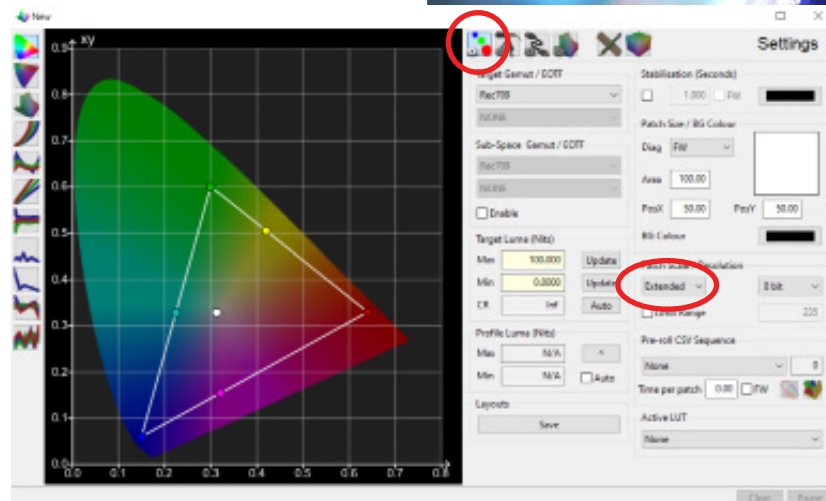 New
xy
Settings
0.9
0.8
0.7
0.6
0.5
0.4
0.3
0.2
0.1
0.0
0.0 0.1 0.2 0.3 0.4 0.5 0.6 0.7 0.8
Target Gamut / EOTF
Rec709
NONE
Sub-Space Gamut / EOTF
Rec709
NONE
Enable
Target Luma (Nits)
Max 100.000 Update
Min 0.0000 Update
CR Inf Auto
Profile Luma (Nits)
Max N/A ^
Min N/A Auto
Layouts
Save
Stabilisation (Seconds)
1.000 FW
Patch Size / BG Colour
Diag FW
Area 100.00
PosX 50.00 PosY 50.00
BG Colour
Patch Scale / Resolution
Extended 8 bit
Limit Range 235
Pre-roll CSV Sequence
None 0
Time per patch 0.00 FW
Active LUT
None
Clear